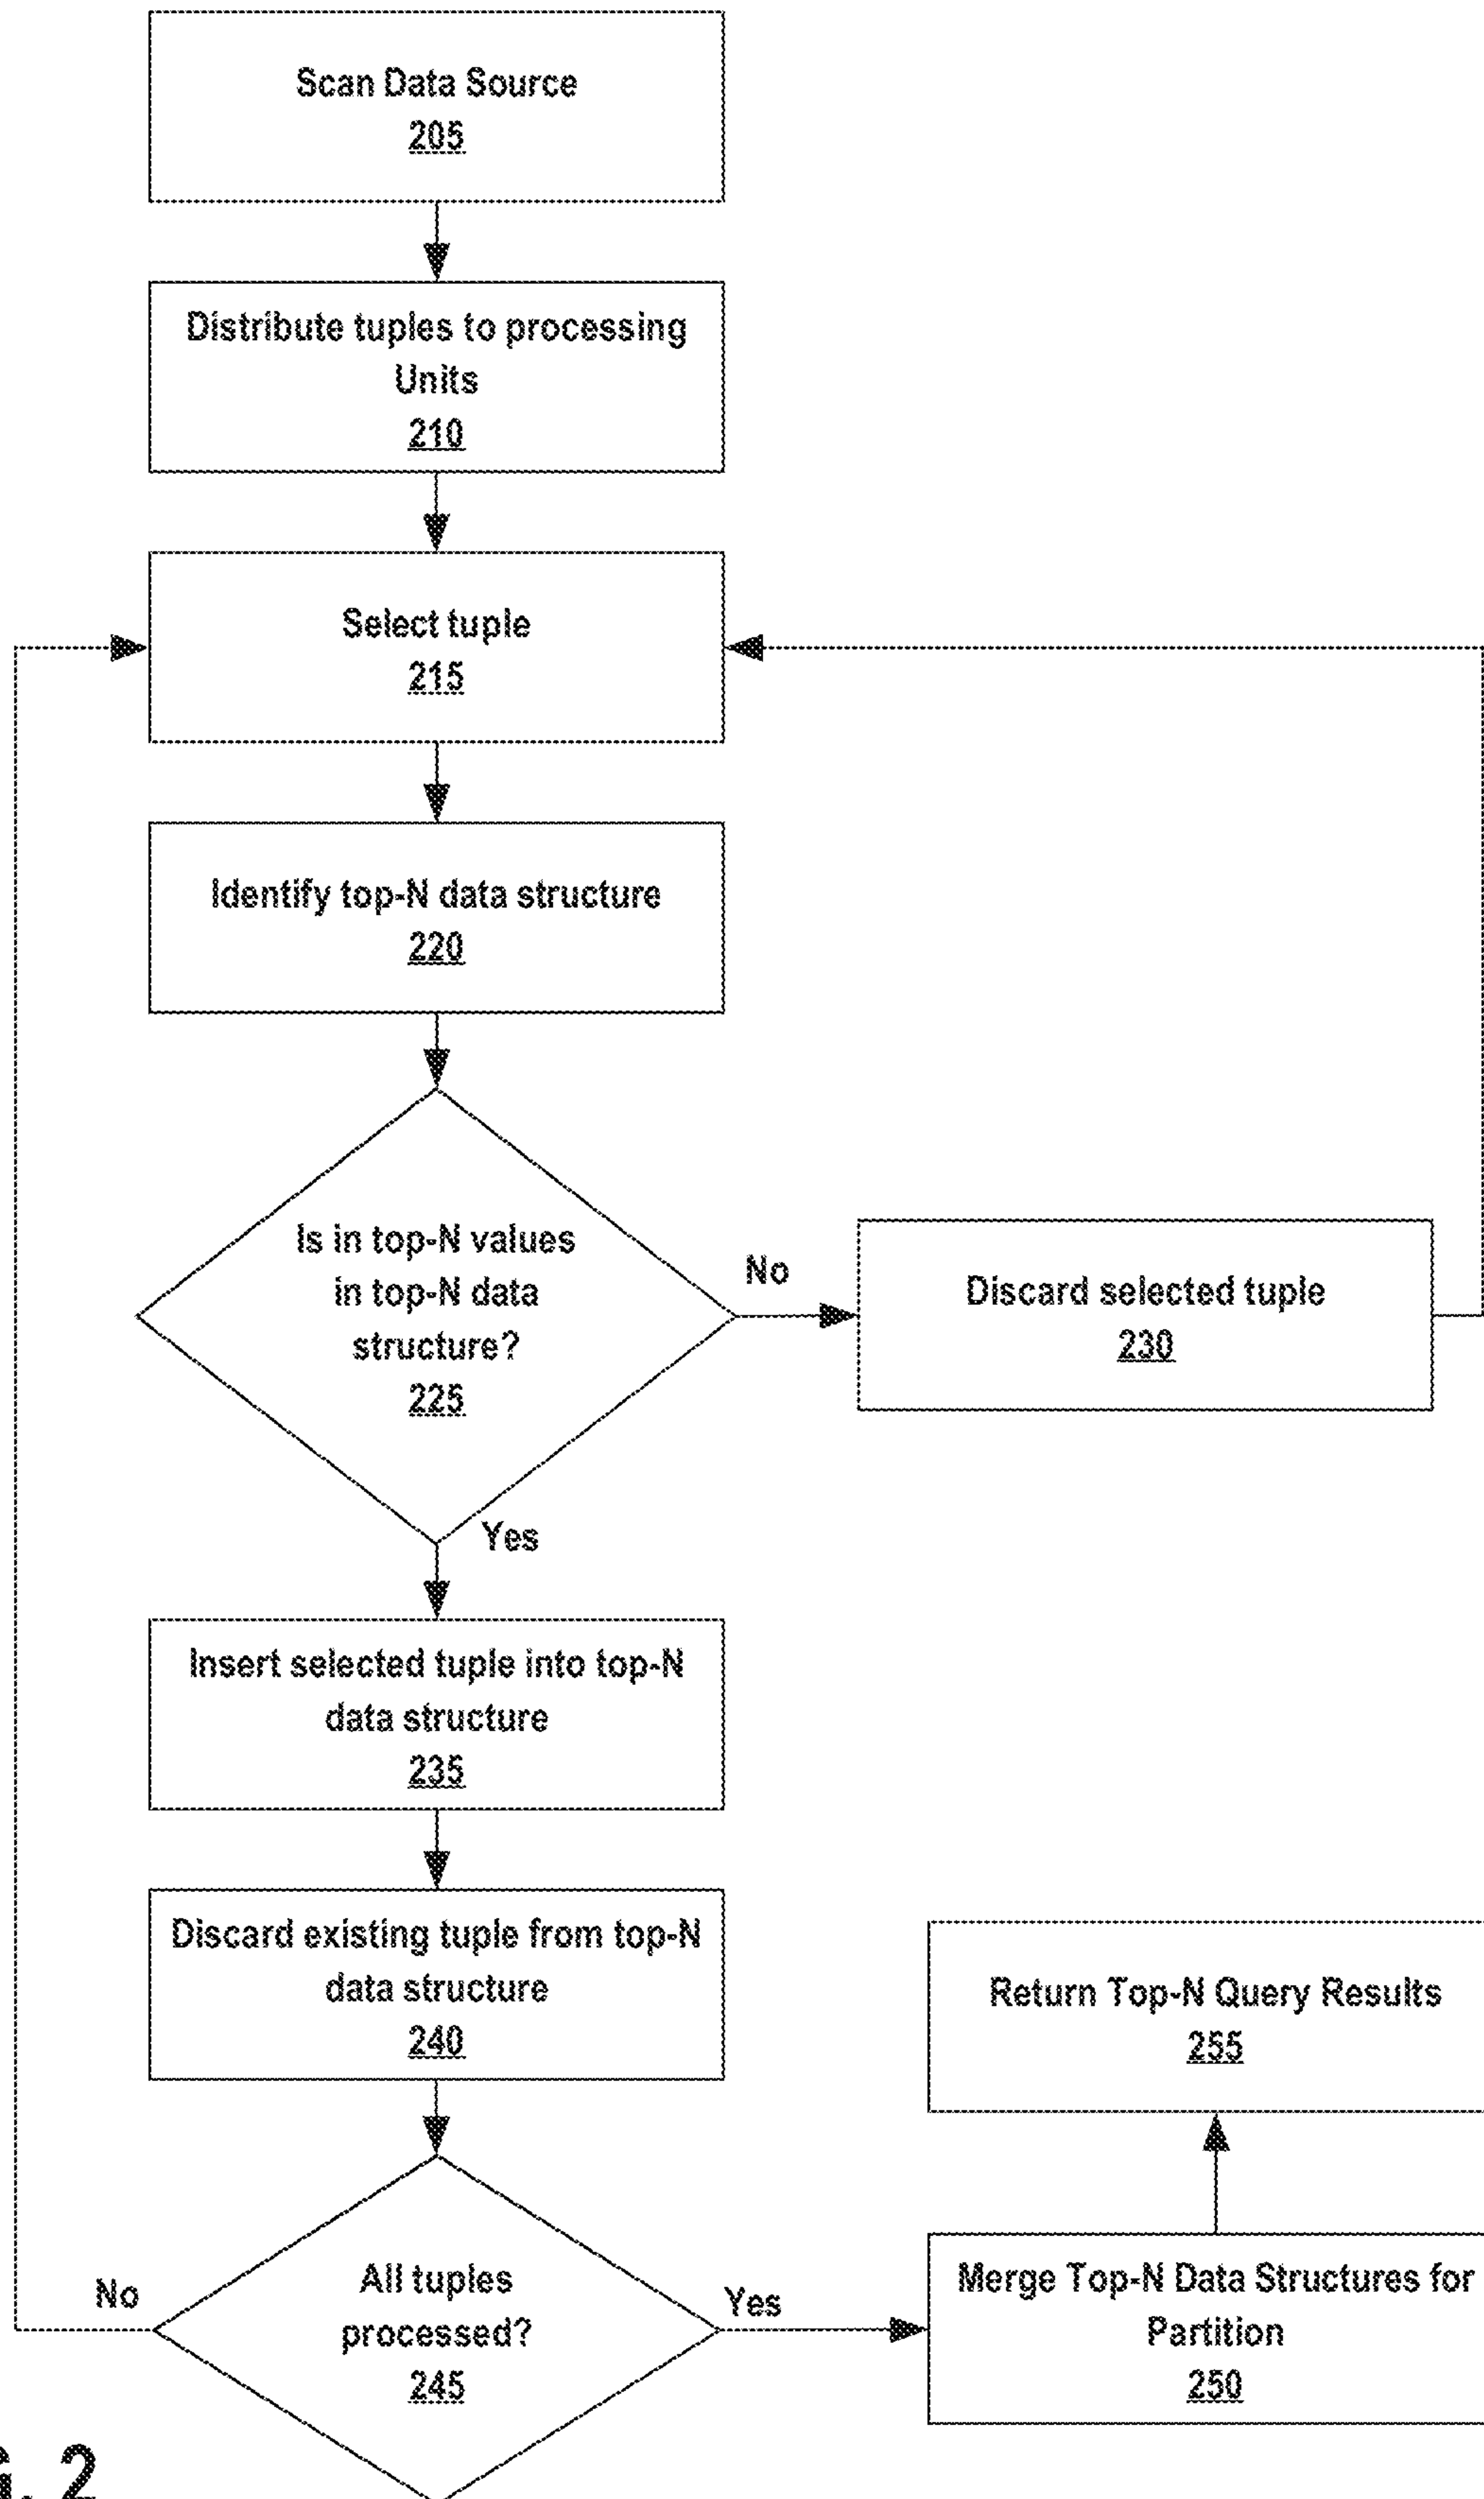 Scan Data Source
205
Distribute tuples to processing
Units
210
Select tuple
215
Identify top-N data structure
220
Is in top-N values
in top-N data
structure?
225
No
Discard selected tuple
230
Yes
Insert selected tuple into top-N
data structure
235
Discard existing tuple from top-N
data structure
240
Return Top-N Query Results
255
All tuples
processed?
245
No
Yes
Merge Top-N Data Structures for
Partition
250
. 2